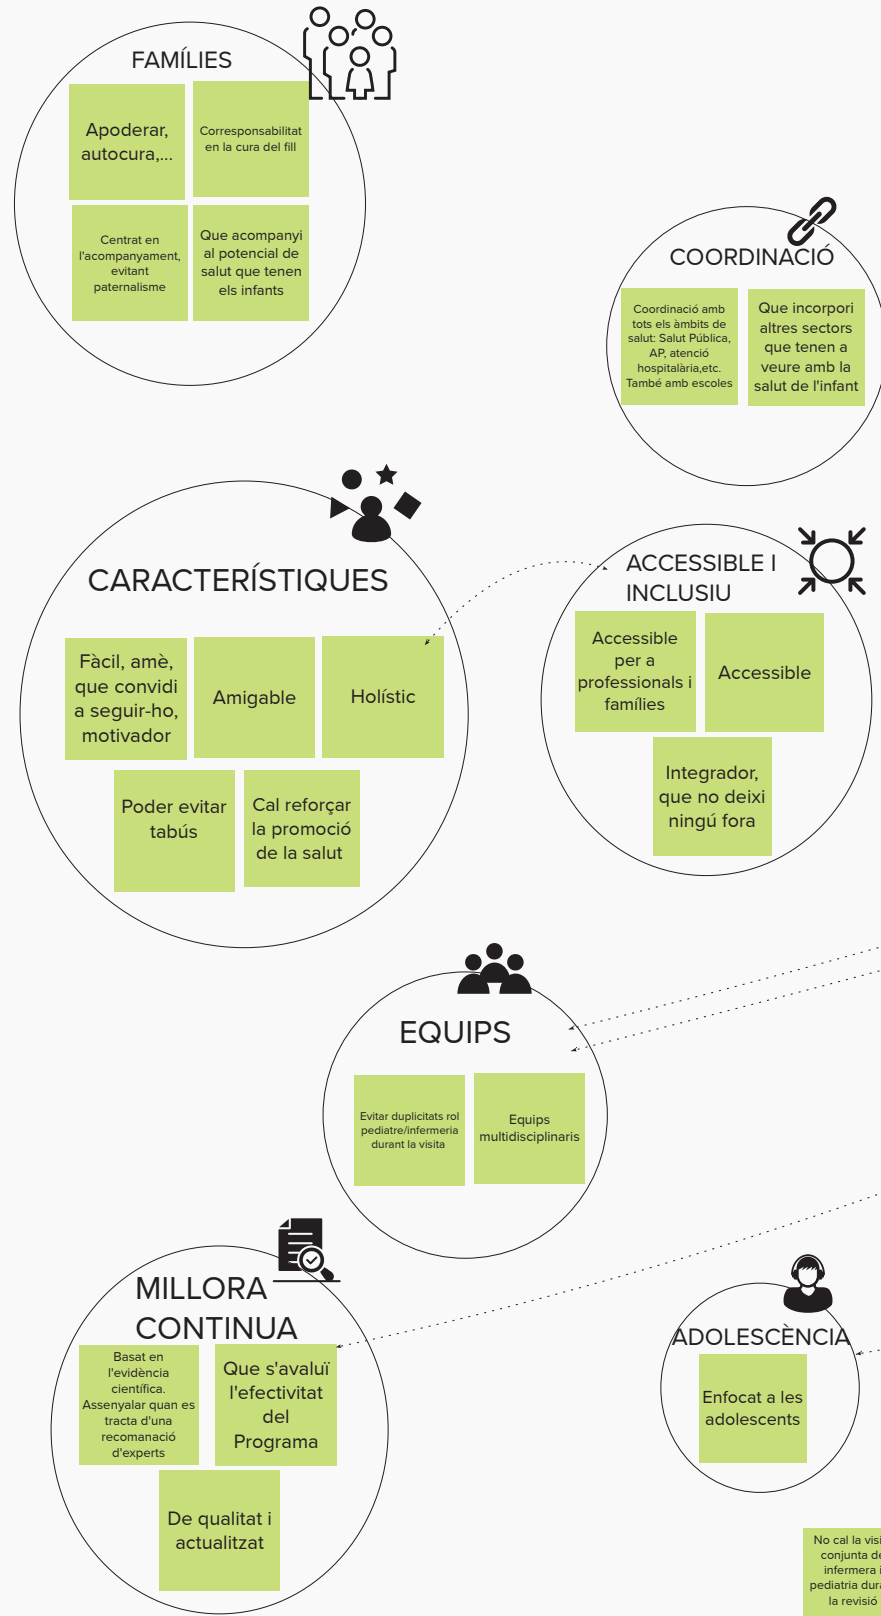 FAMÍLIES
Apoderar,
autocura,...
Corresponsabilitat
en la cura del fill
Centrat en
l'acompanyament,
evitant
paternalisme
Que acompanyi
al potencial de
salut que tenen
els infants
COORDINACIÓ
Coordinació amb
tots els àmbits de
salut: Salut Pública,
AP, atenció
hospitalària,etc.
També amb escoles
Que incorpori
altres sectors
que tenen a
veure amb la
salut de l'infant
CARACTERÍSTIQUES
Fàcil, amè,
que convidi
a seguir-ho,
motivador
Amigable
Holístic
Poder evitar
tabús
Cal reforçar
la promoció
de la salut
ACCESSIBLE I
INCLUSIU
Accessible
per a
professionals i
famílies
Accessible
Integrador,
que no deixi
ningú fora
EQUIPS
Evitar duplicitats rol
pediatre/infermeria
durant la visita
Equips
multidisciplinaris
MILLORA
CONTINUA
Basat en
l'evidència
científica.
Assenyalar quan es
tracta d'una
recomanació
d'experts
Que s'avaluï
l'efectivitat
del
Programa
De qualitat i
actualitzat
ADOLESCÈNCIA
Enfocat a les
adolescents
No cal la
conjunta
infermera i
pediatria
la revisió